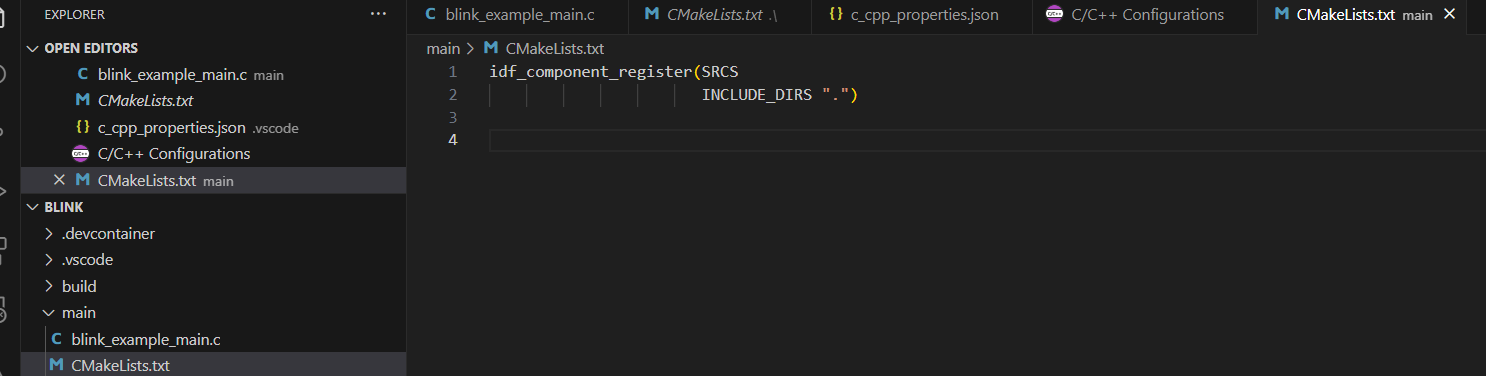 EXPLORER
OPEN EDITORS
blink_example_main.c main
CMakeLists.txt
c_cpp_properties.json .vscode
C/C++ Configurations
CMakeLists.txt main
BLINK
.devcontainer
.vscode
build
main
blink_example_main.c
CMakeLists.txt
blink_example_main.c CMakeLists.txt .\ c_cpp_properties.json C/C++ Configurations CMakeLists.txt main
main > CMakeLists.txt
1 idf_component_register(SRCS
2 INCLUDE_DIRS ".")
3
4